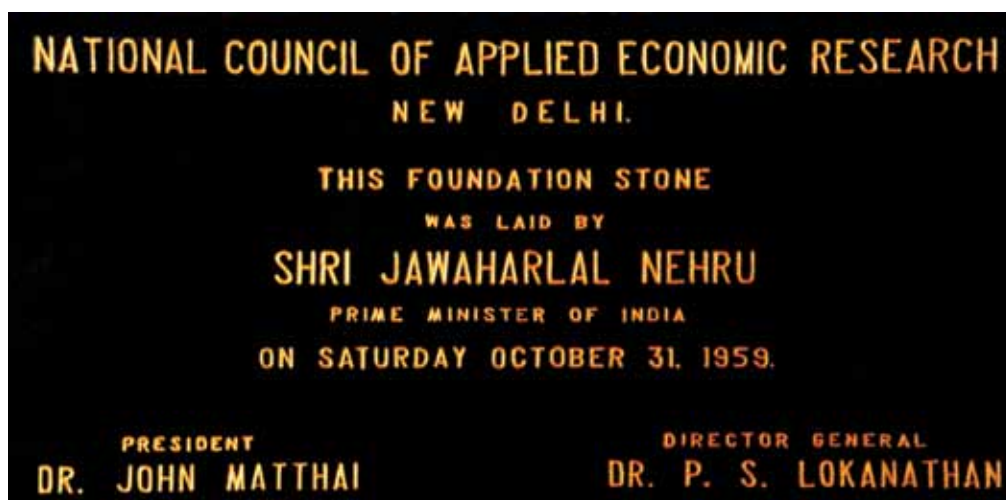 NATIONAL COUNCIL OF APPLIED ECONOMIC RESEARCH
NEW DELHI.
THIS FOUNDATION STONE
WAS LAID BY
SHRI JAWAHARLAL NEHRU
PRIME MINISTER OF INDIA
ON SATURDAY OCTOBER 31, 1959.
PRESIDENT
DR. JOHN MATTHAI
DIRECTOR GENERAL
DR. P. S. LOKANATHAN